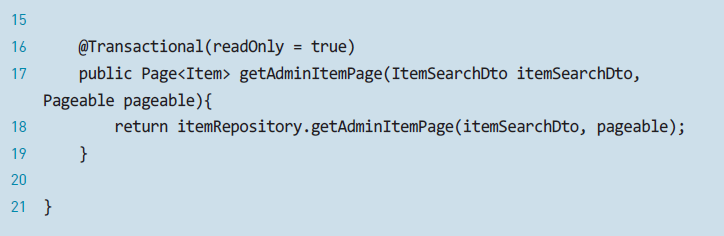 15
16 @Transactional(readOnly = true)
17 public Page<Item> getAdminItemPage(ItemSearchDto itemSearchDto,
Pageable pageable){
18 return itemRepository.getAdminItemPage(itemSearchDto, pageable);
19 }
20
21 }